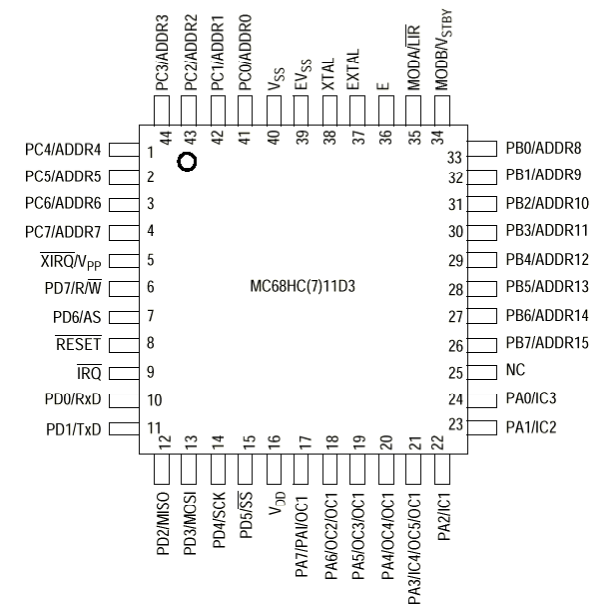 PC3/ADDR3
PC2/ADDR2
PC1/ADDR1
PC0/ADDR0
VSS
EVSS
XTAL
EXTAL
E
MODA/LIR
MODB/VSTBY
44
43
42
41
40
39
38
37
36
35
34
PC4/ADDR4 1
PC5/ADDR5 2
PC6/ADDR6 3
PC7/ADDR7 4
XIRQ/VPP 5
PD7/R/W 6
PD6/AS 7
RESET 8
IRQ 9
PD0/RxD 10
PD1/TxD 11
MC68HC(7)11D3
33 PB0/ADDR8
32 PB1/ADDR9
31 PB2/ADDR10
30 PB3/ADDR11
29 PB4/ADDR12
28 PB5/ADDR13
27 PB6/ADDR14
26 PB7/ADDR15
25 NC
24 PA0/IC3
23 PA1/IC2
12
13
14
15
16
17
18
19
20
21
22
PD2/MISO
PD3/MCSI
PD4/SCK
PD5/SS
VDD
PA7/PAI/OC1
PA6/OC2/OC1
PA5/OC3/OC1
PA4/OC4/OC1
PA3/IC4/OC5/OC1
PA2/IC1